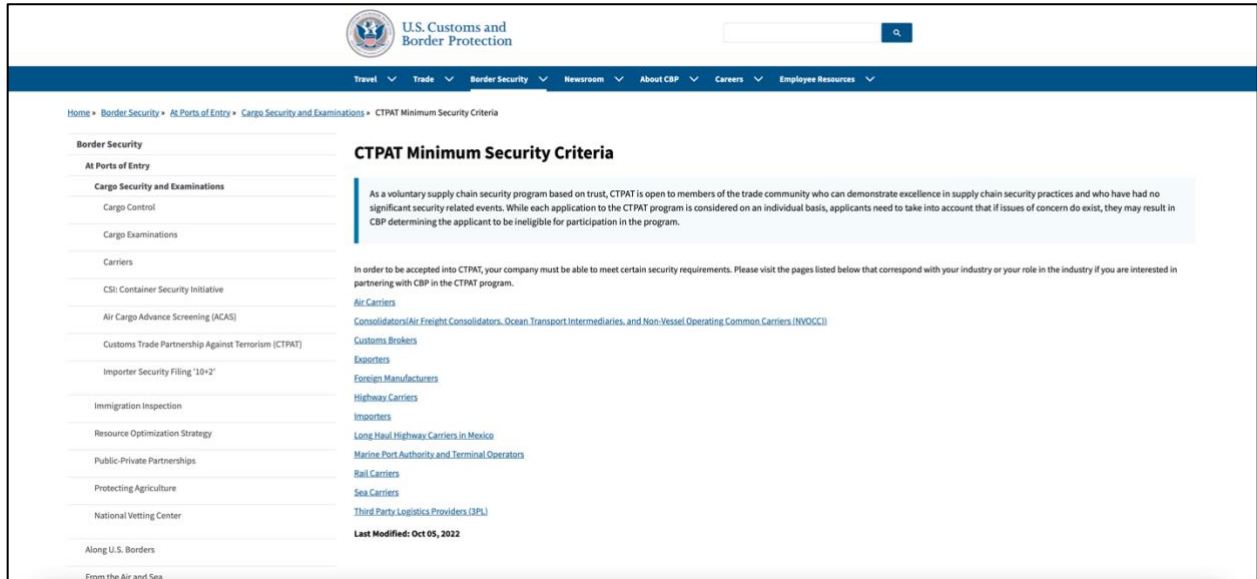 U.S. Customs and
Border Protection
Travel Trade Border Security Newsroom About CBP Careers Employee Resources
Home » Border Security » At Ports of Entry » Cargo Security and Examinations » CTPAT Minimum Security Criteria
Border Security
At Ports of Entry
Cargo Security and Examinations
Cargo Control
Cargo Examinations
Carriers
CSI: Container Security Initiative
Air Cargo Advance Screening (ACAS)
Customs Trade Partnership Against Terrorism (CTPAT)
Importer Security Filing '10+2'
Immigration Inspection
Resource Optimization Strategy
Public-Private Partnerships
Protecting Agriculture
National Vetting Center
Along U.S. Borders
From the Air and Sea
CTPAT Minimum Security Criteria
As a voluntary supply chain security program based on trust, CTPAT is open to members of the trade community who can demonstrate excellence in supply chain security practices and who have had no
significant security related events. While each application to the CTPAT program is considered on an individual basis, applicants need to take into account that if issues of concern do exist, they may result in
CBP determining the applicant to be ineligible for participation in the program.
In order to be accepted into CTPAT, your company must be able to meet certain security requirements. Please visit the pages listed below that correspond with your industry or your role in the industry if you are interested in
partnering with CBP in the CTPAT program.
Air Carriers
Consolidators(Air Freight Consolidators, Ocean Transport Intermediaries, and Non-Vessel Operating Common Carriers (NVOCC))
Customs Brokers
Exporters
Foreign Manufacturers
Highway Carriers
Importers
Long Haul Highway Carriers in Mexico
Marine Port Authority and Terminal Operators
Rail Carriers
Sea Carriers
Third Party Logistics Providers (3PL)
Last Modified: Oct 05, 2022